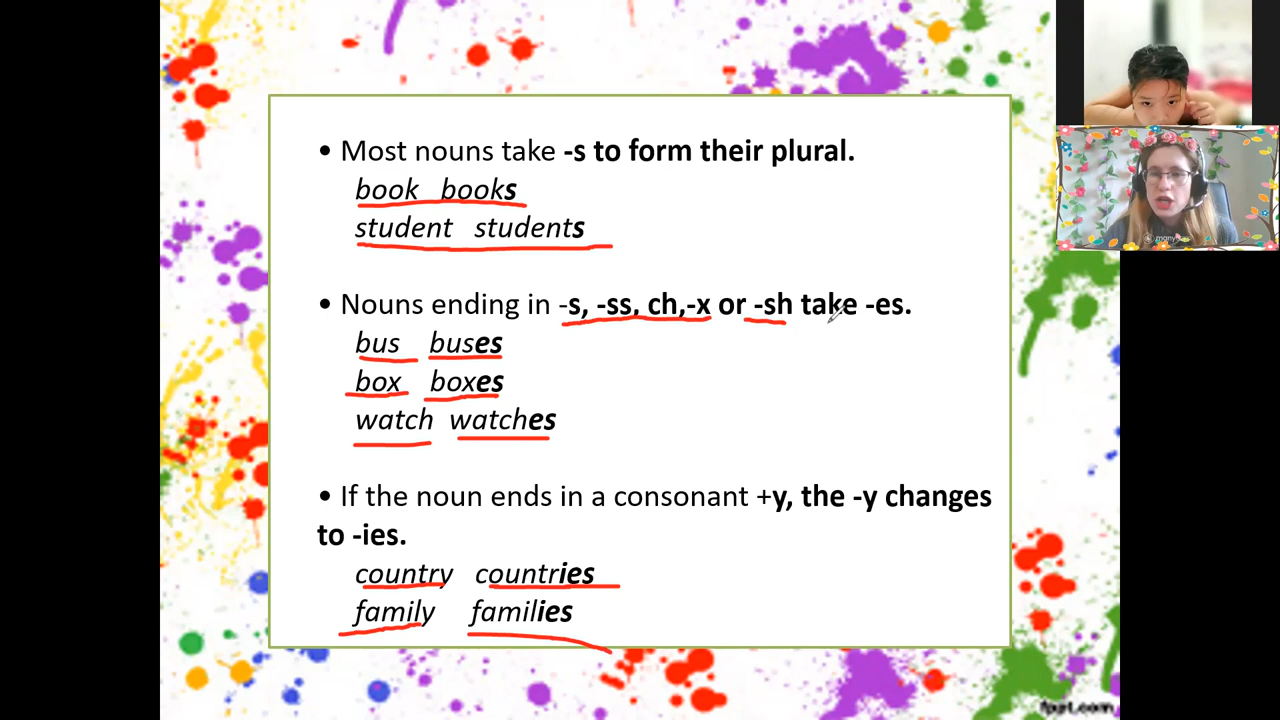 • Most nouns take -s to form their plural.
book books
student students
• Nouns ending in -s, -ss, ch,-x or -sh take -es.
bus buses
box boxes
watch watches
• If the noun ends in a consonant +y, the -y changes
to -ies.
country countries
family families